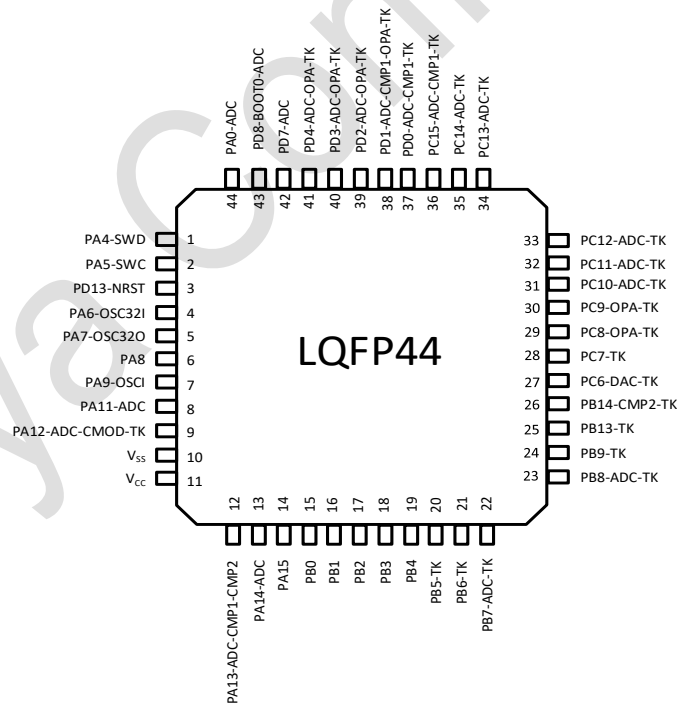 PA0-ADC
PD8-BOOT0-ADC
PD7-ADC
PD4-ADC-OPA-TK
PD3-ADC-OPA-TK
PD2-ADC-OPA-TK
PD1-ADC-CMP1-OPA-TK
PD0-ADC-CMP1-TK
PC15-ADC-CMP1-TK
PC14-ADC-TK
PC13-ADC-TK
44
43
42
41
40
39
38
37
36
35
34
PA4-SWD 1
PA5-SWC 2
PD13-NRST 3
PA6-OSC32I 4
PA7-OSC32O 5
PA8 6
PA9-OSCI 7
PA11-ADC 8
PA12-ADC-CMOD-TK 9
VSS 10
VCC 11
LQFP44
33 PC12-ADC-TK
32 PC11-ADC-TK
31 PC10-ADC-TK
30 PC9-OPA-TK
29 PC8-OPA-TK
28 PC7-TK
27 PC6-DAC-TK
26 PB14-CMP2-TK
25 PB13-TK
24 PB9-TK
23 PB8-ADC-TK
12
13
14
15
16
17
18
19
20
21
22
PA13-ADC-CMP1-CMP2
PA14-ADC
PA15
PB0
PB1
PB2
PB3
PB4
PB5-TK
PB6-TK
PB7-ADC-TK